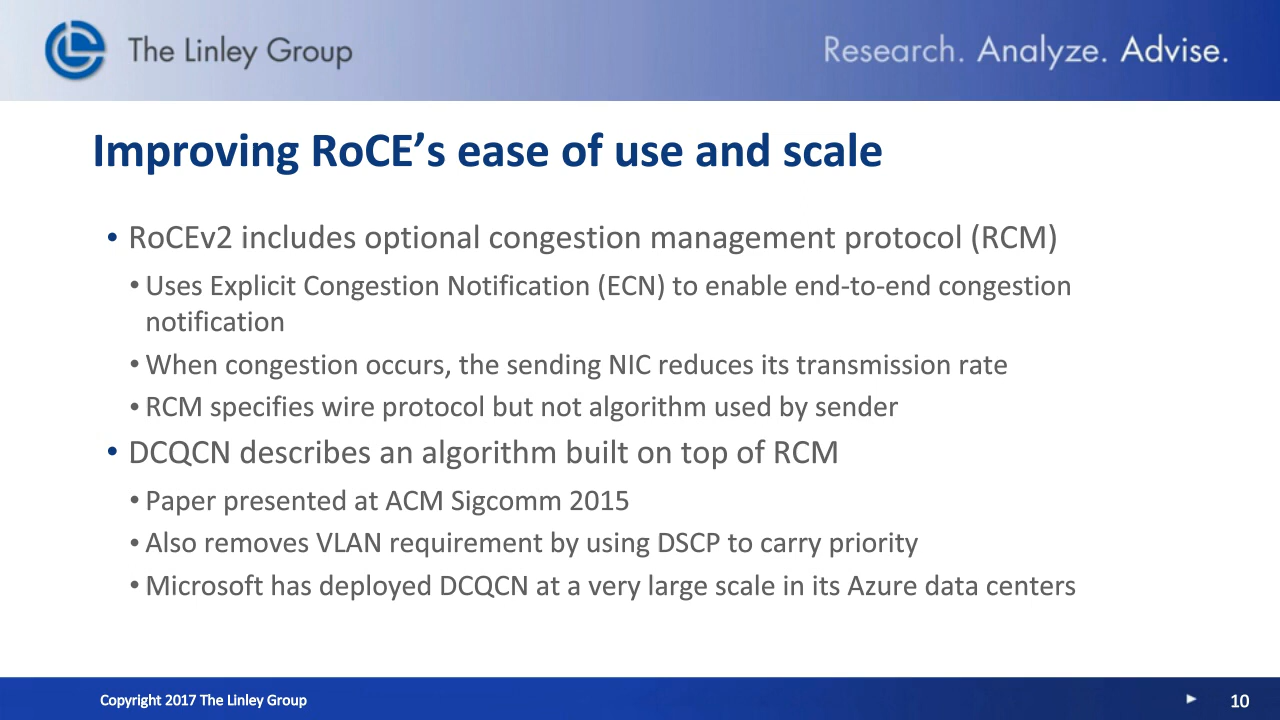 The Linley Group
Research. Analyze. Advise.
Improving RoCE’s ease of use and scale
• RoCEv2 includes optional congestion management protocol (RCM)
• Uses Explicit Congestion Notification (ECN) to enable end-to-end congestion
notification
• When congestion occurs, the sending NIC reduces its transmission rate
• RCM specifies wire protocol but not algorithm used by sender
• DCQCN describes an algorithm built on top of RCM
• Paper presented at ACM Sigcomm 2015
• Also removes VLAN requirement by using DSCP to carry priority
• Microsoft has deployed DCQCN at a very large scale in its Azure data centers
Copyright 2017 The Linley Group
10